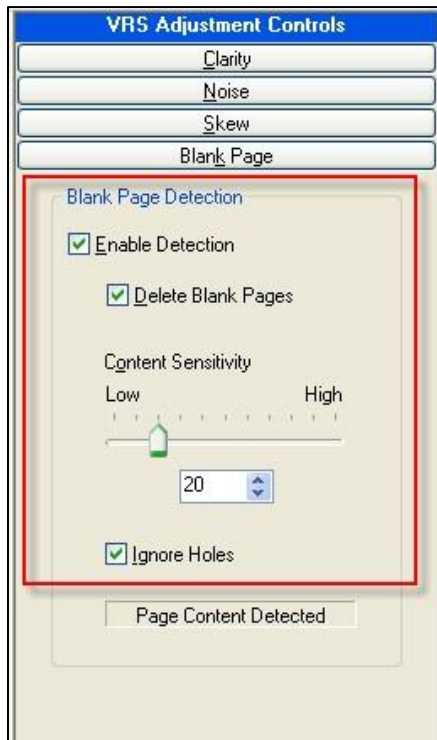 VRS Adjustment Controls
Clarity
Noise
Skew
Blank Page
Blank Page Detection
Enable Detection
Delete Blank Pages
Content Sensitivity
Low High
20
Ignore Holes
Page Content Detected